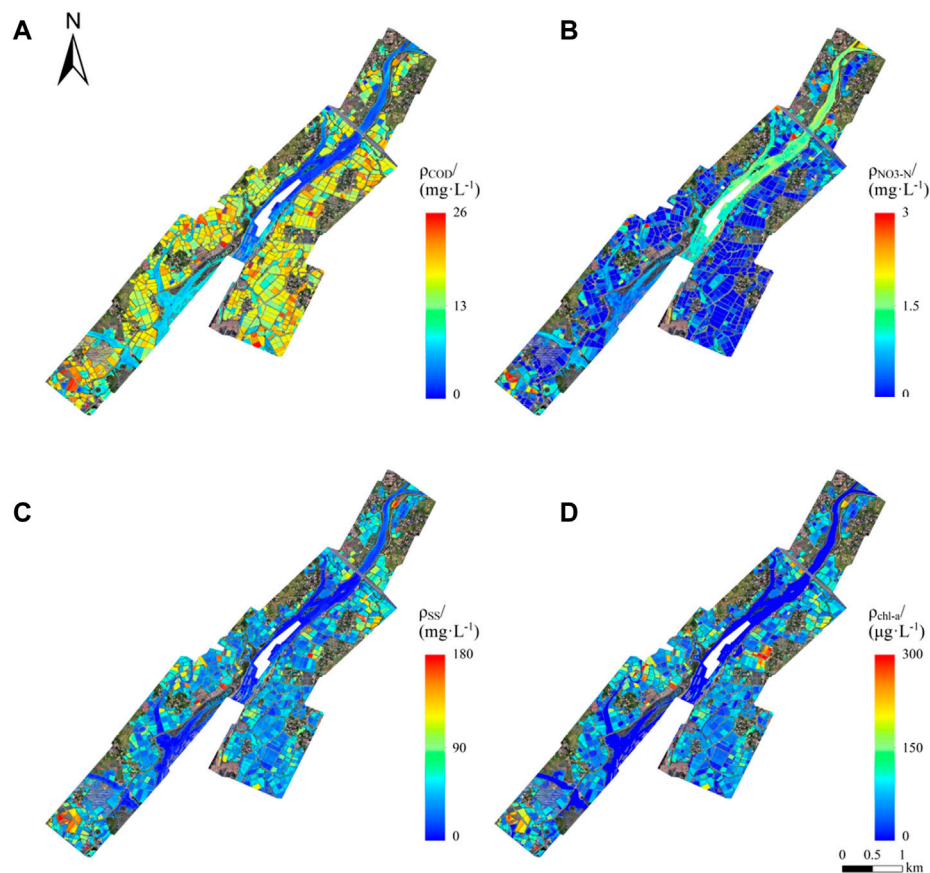 A
N
B
ρCOD/
(mg·L⁻¹)
26
13
0
ρNO3-N/
(mg·L⁻¹)
3
1.5
0
C
D
ρSS/
(mg·L⁻¹)
180
90
0
ρchl-a/
(μg·L⁻¹)
300
150
0
0 0.5 1
km